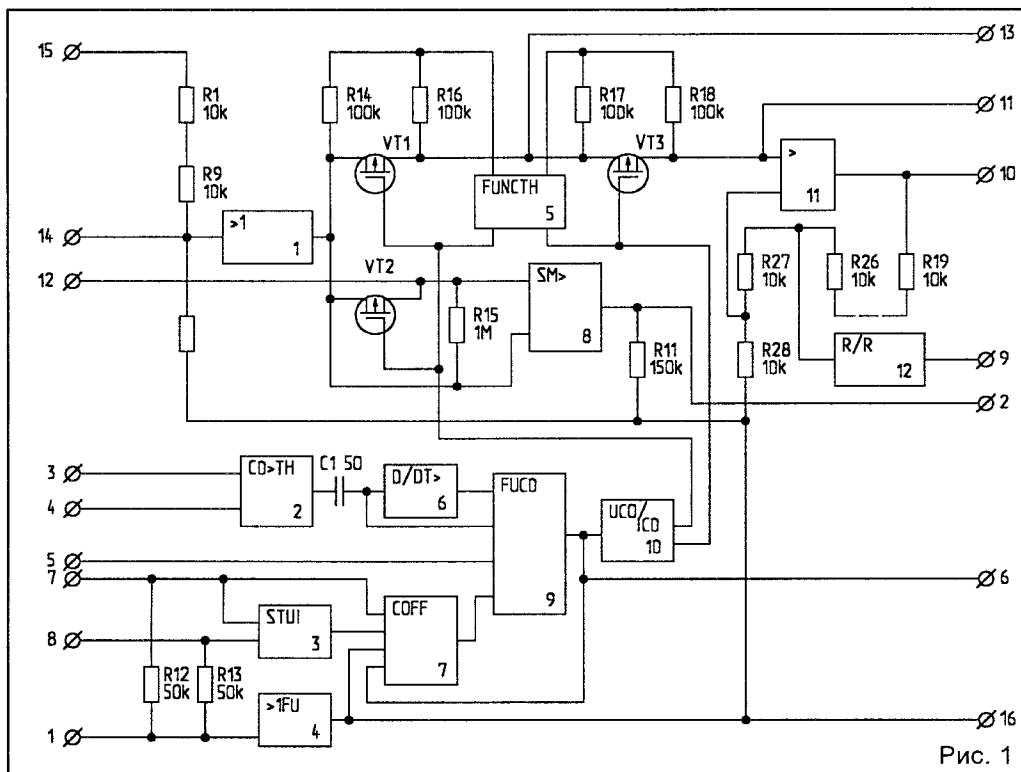 15
13
R1
10k
R14
100k
R16
100k
R17
100k
R18
100k
11
VT1
VT3
R9
10k
FUNCTH
5
>
11
10
14
>1
1
12
VT2
R15
1M
SM>
8
R27
10k
R26
10k
R19
10k
R11
150k
R28
10k
R/R
12
9
2
3
4
CD>TH
2
C1 50
D/DT>
6
FUCD
9
UCD/
ICD
10
5
7
6
8
STUI
3
COFF
7
R12
50k
R13
50k
1
>1FU
4
16
Рис. 1